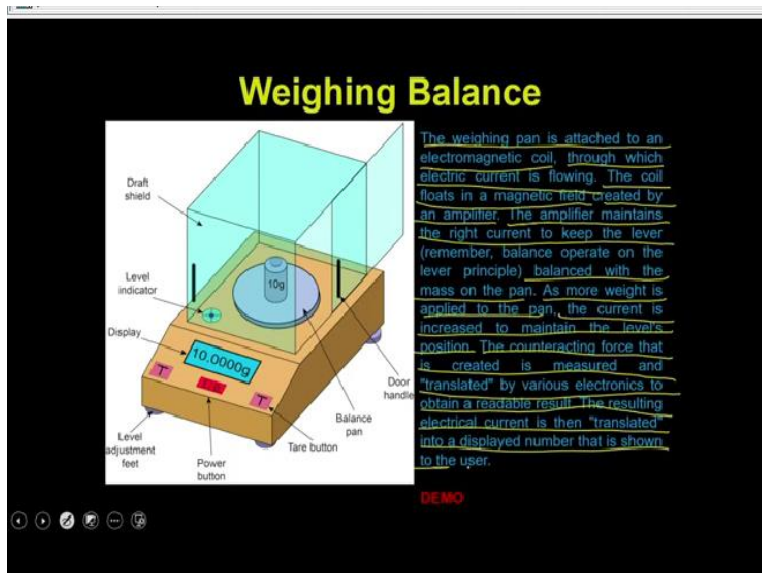 Weighing Balance
The weighing pan is attached to an
electromagnetic coil, through which
electric current is flowing. The coil
floats in a magnetic field created by
an amplifier. The amplifier maintains
the right current to keep the lever
(remember, balance operate on the
lever principle) balanced with the
mass on the pan. As more weight is
applied to the pan, the current is
increased to maintain the level's
position. The counteracting force that
is created is measured and
"translated" by various electronics to
obtain a readable result. The resulting
electrical current is then "translated"
into a displayed number that is shown
to the user.
DEMO
Draft
shield
Level
indicator
10g
Display
10.0000g
T
T
Door
handle
Balance
pan
Tare button
Level
adjustment
feet
Power
button